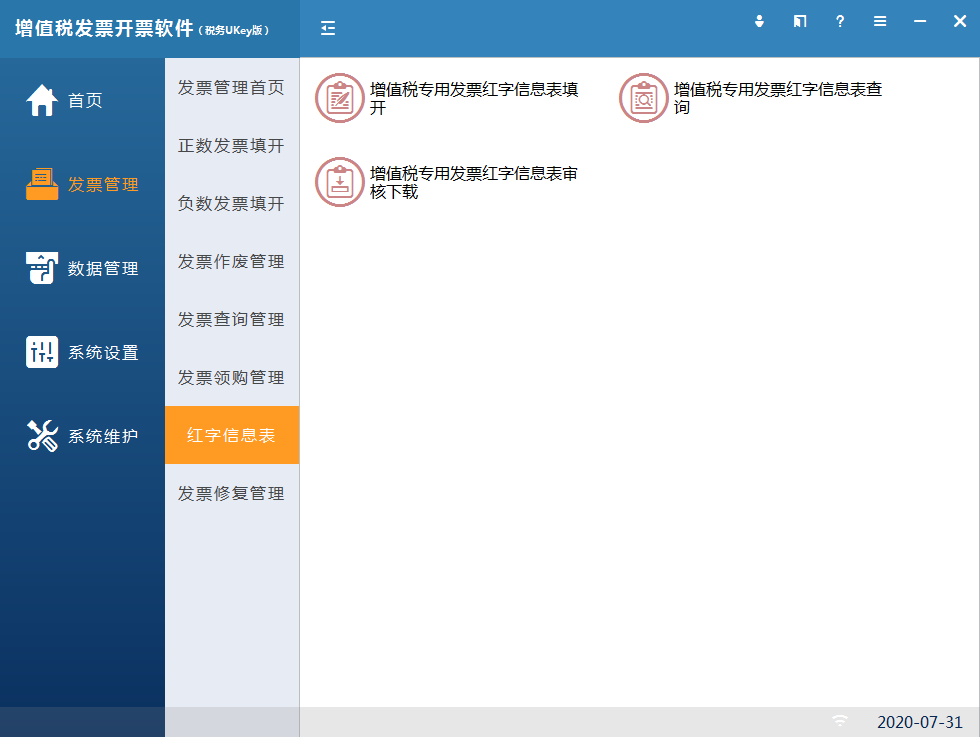 增值税发票开票软件（税务UKey版）
?
首页
发票管理
数据管理
系统设置
系统维护
发票管理首页
正数发票填开
负数发票填开
发票作废管理
发票查询管理
发票领购管理
红字信息表
发票修复管理
增值税专用发票红字信息表填
开
增值税专用发票红字信息表查
询
增值税专用发票红字信息表审
核下载
2020-07-31